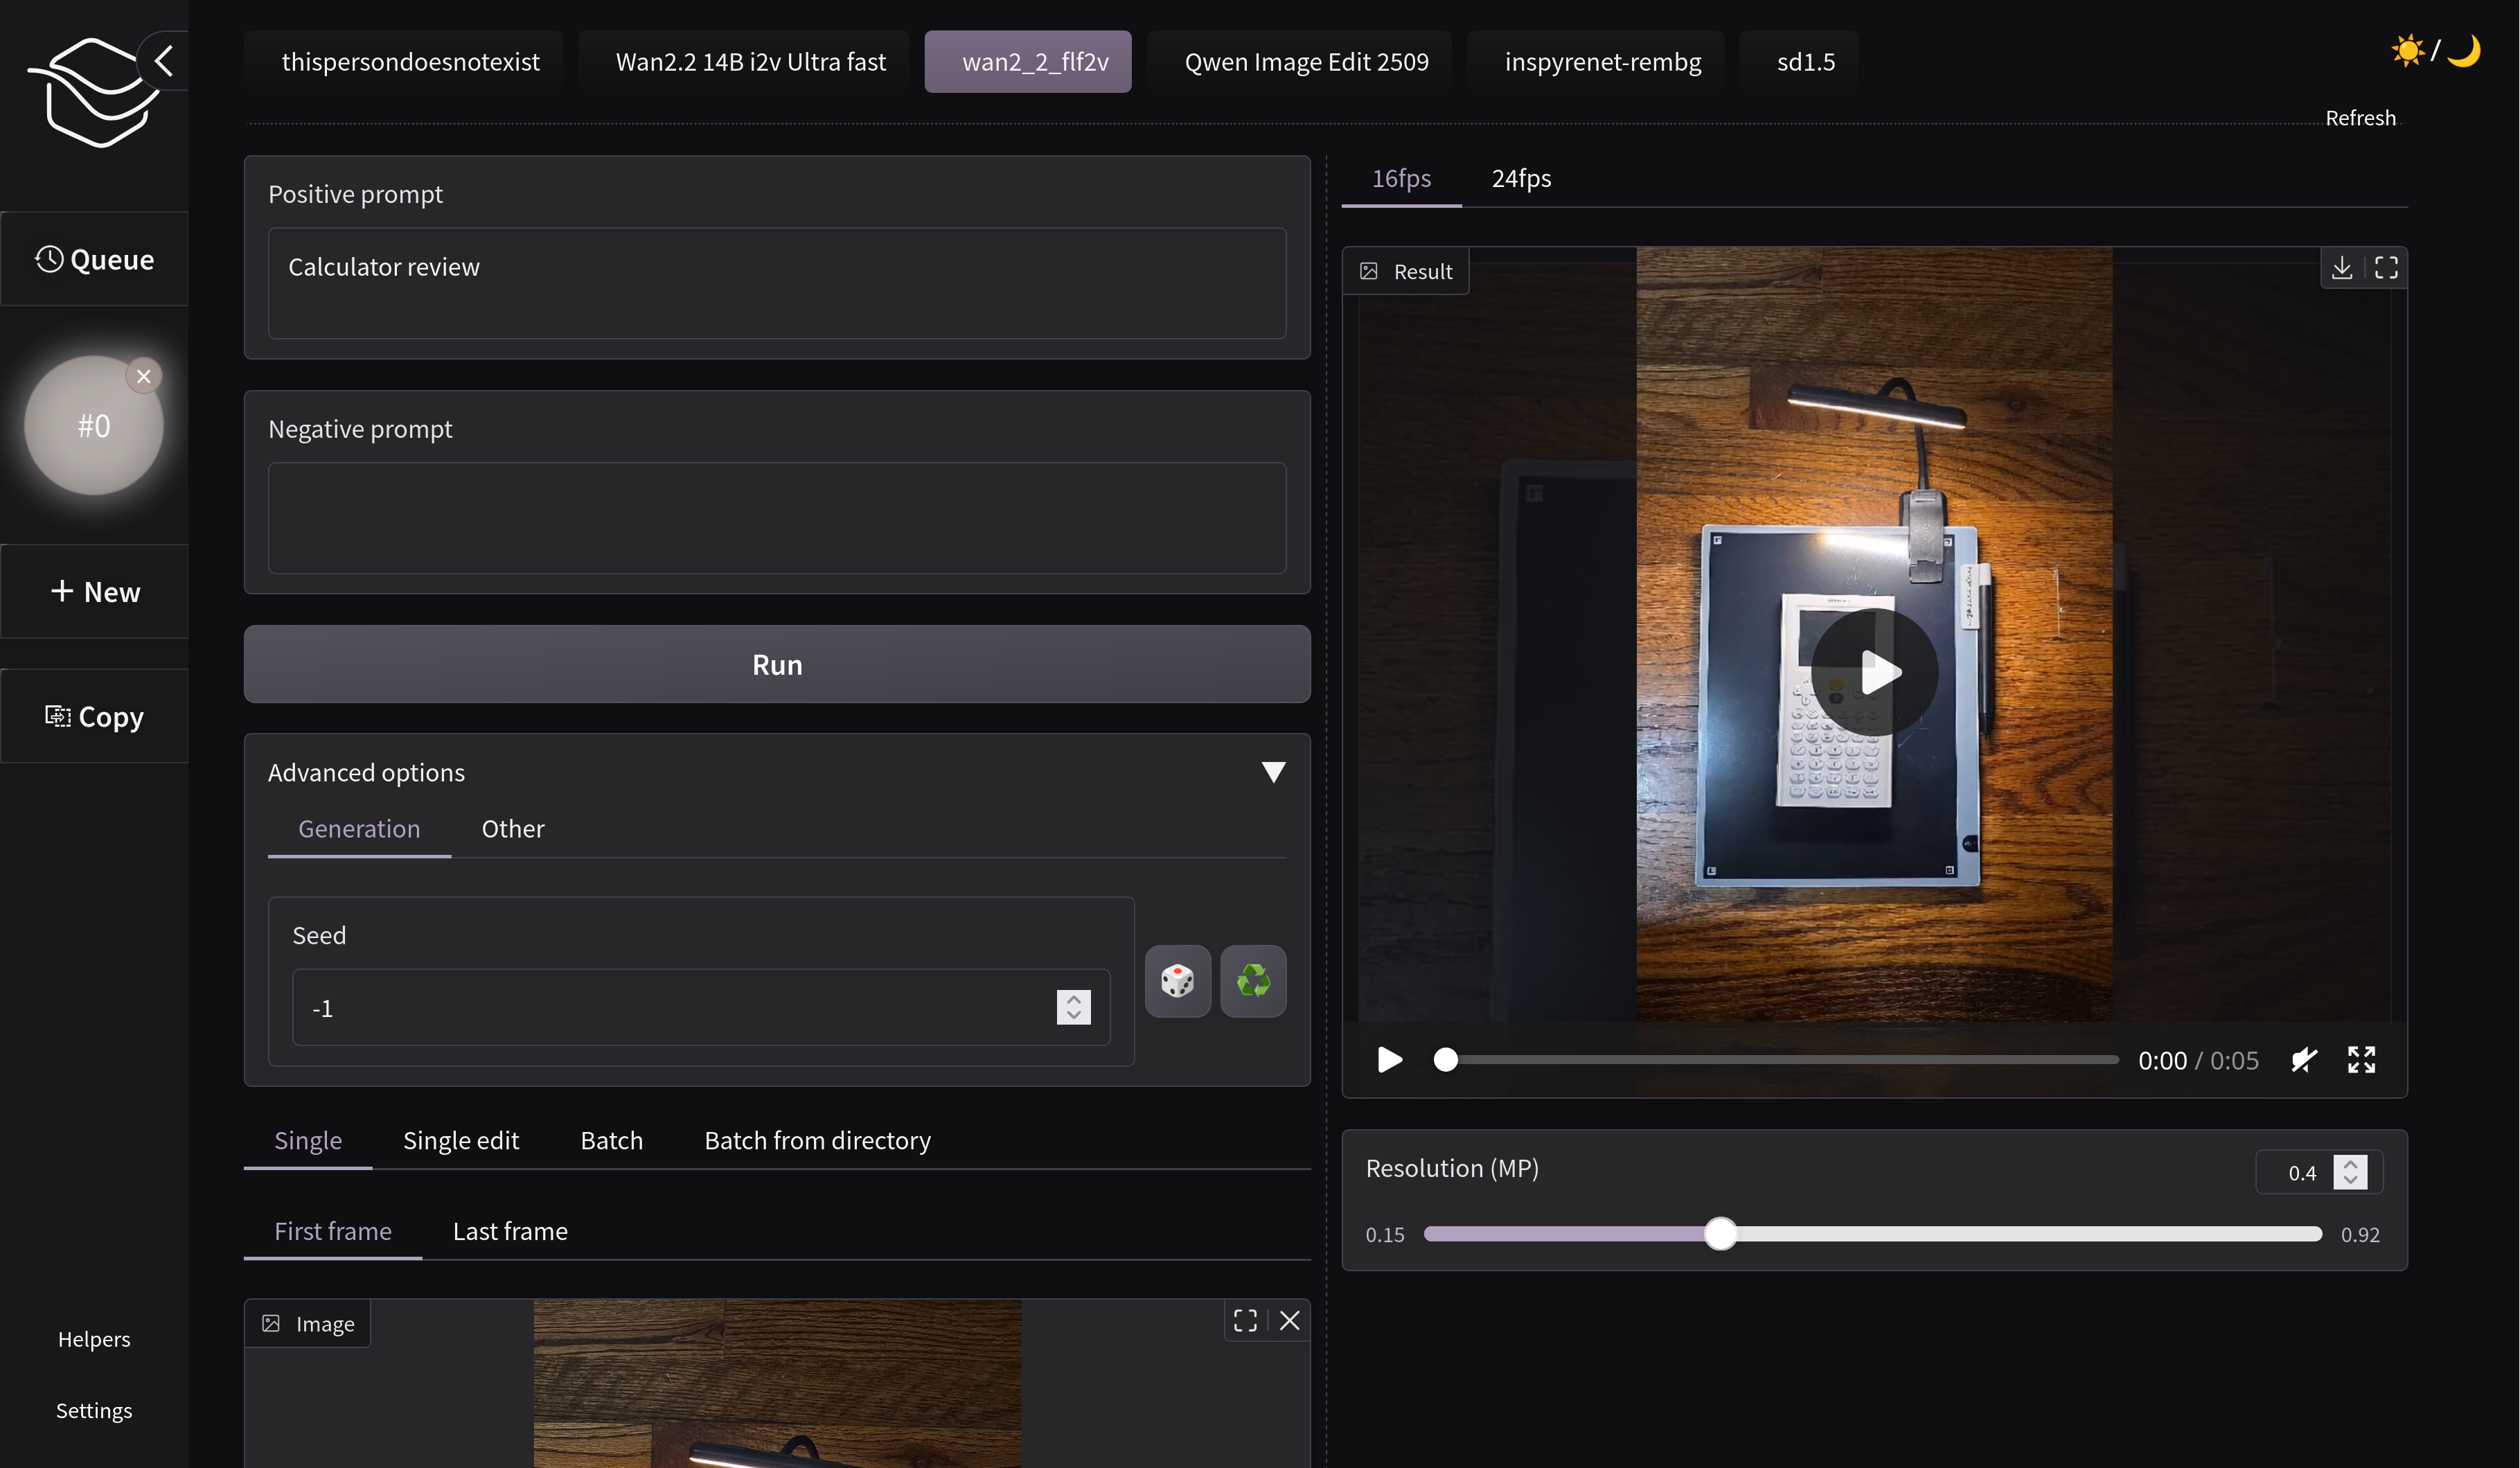 thispersondoesnotexist
Wan2.2 14B i2v Ultra fast
wan2_2_flf2v
Qwen Image Edit 2509
inspyrenet-rembg
sd1.5
☀️/🌙
Refresh
Queue
#0
New
Copy
Helpers
Settings
Positive prompt
Calculator review
Negative prompt
Run
Advanced options
Generation
Other
Seed
-1
Single
Single edit
Batch
Batch from directory
First frame
Last frame
Image
16fps
24fps
Result
0:00 / 0:05
Resolution (MP)
0.4
0.15
0.92